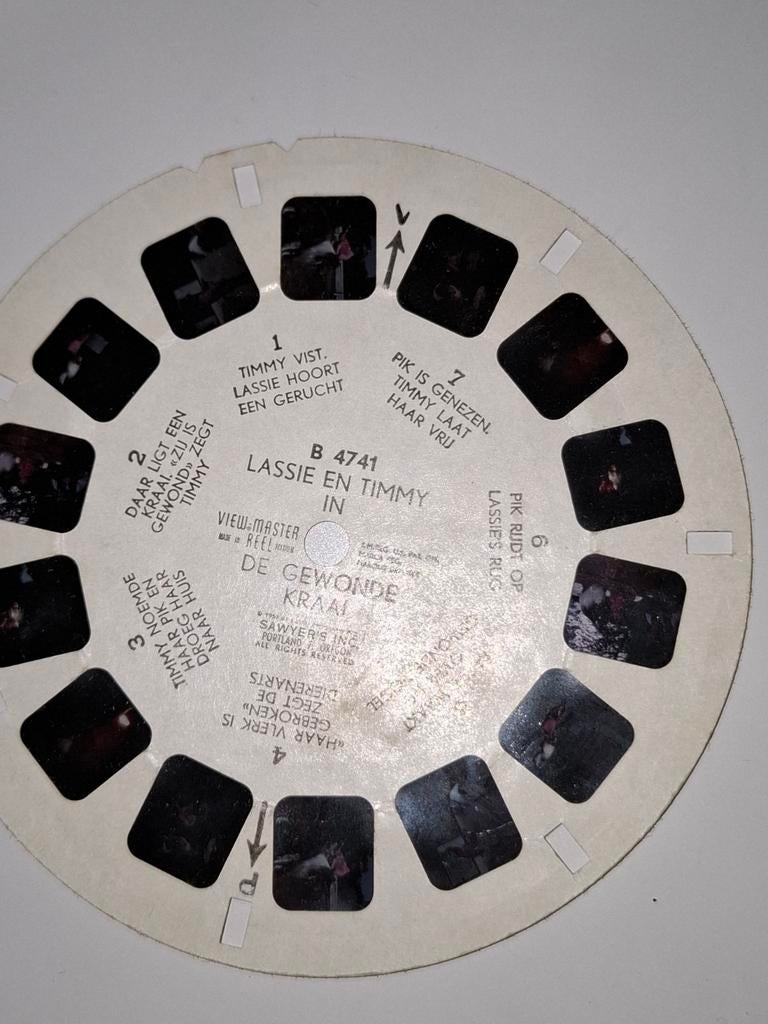 B 4741
LASSIE EN TIMMY
IN
VIEW-MASTER
MADE IN REEL BELGIUM
DE GEWONDE
KRAAI
SAWYER'S INC.
PORTLAND OREGON
ALL RIGHTS RESERVED
1
TIMMY VIST.
LASSIE HOORT
EEN GERUCHT
2
DAAR LIGT EEN
KRAAI. «ZIJ IS
GEWOND» ZEGT
TIMMY
3
TIMMY NOEMDE
HAAR PIK EN
DROEG HAAR
NAAR HUIS
4
«HAAR VLERK IS
GEBROKEN»
ZEGT DE
DIERENARTS
6
PIK RIJDT OP
LASSIE'S RUG
7
PIK IS GENEZEN.
TIMMY LAAT
HAAR VRIJ